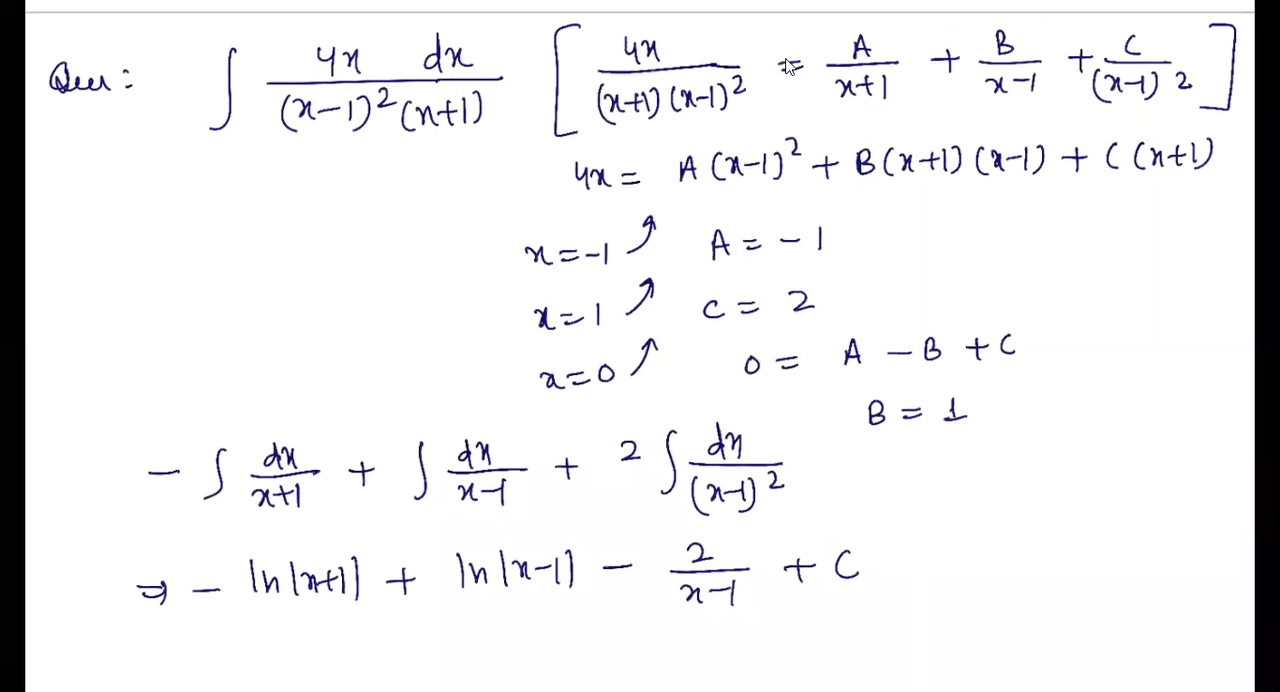 Ques : ∫ 4x dx / (x-1)²(x+1) [ 4x / (x+1)(x-1)² = A / x+1 + B / x-1 + C / (x-1)² ]
4x = A(x-1)² + B(x+1)(x-1) + C(x+1)
x=-1 ↗ A = -1
x=1 ↗ C = 2
x=0 ↗ 0 = A - B + C
B = 1
- ∫ dx / x+1 + ∫ dx / x-1 + 2 ∫ dx / (x-1)²
⇒ - ln|x+1| + ln|x-1| - 2 / x-1 + C